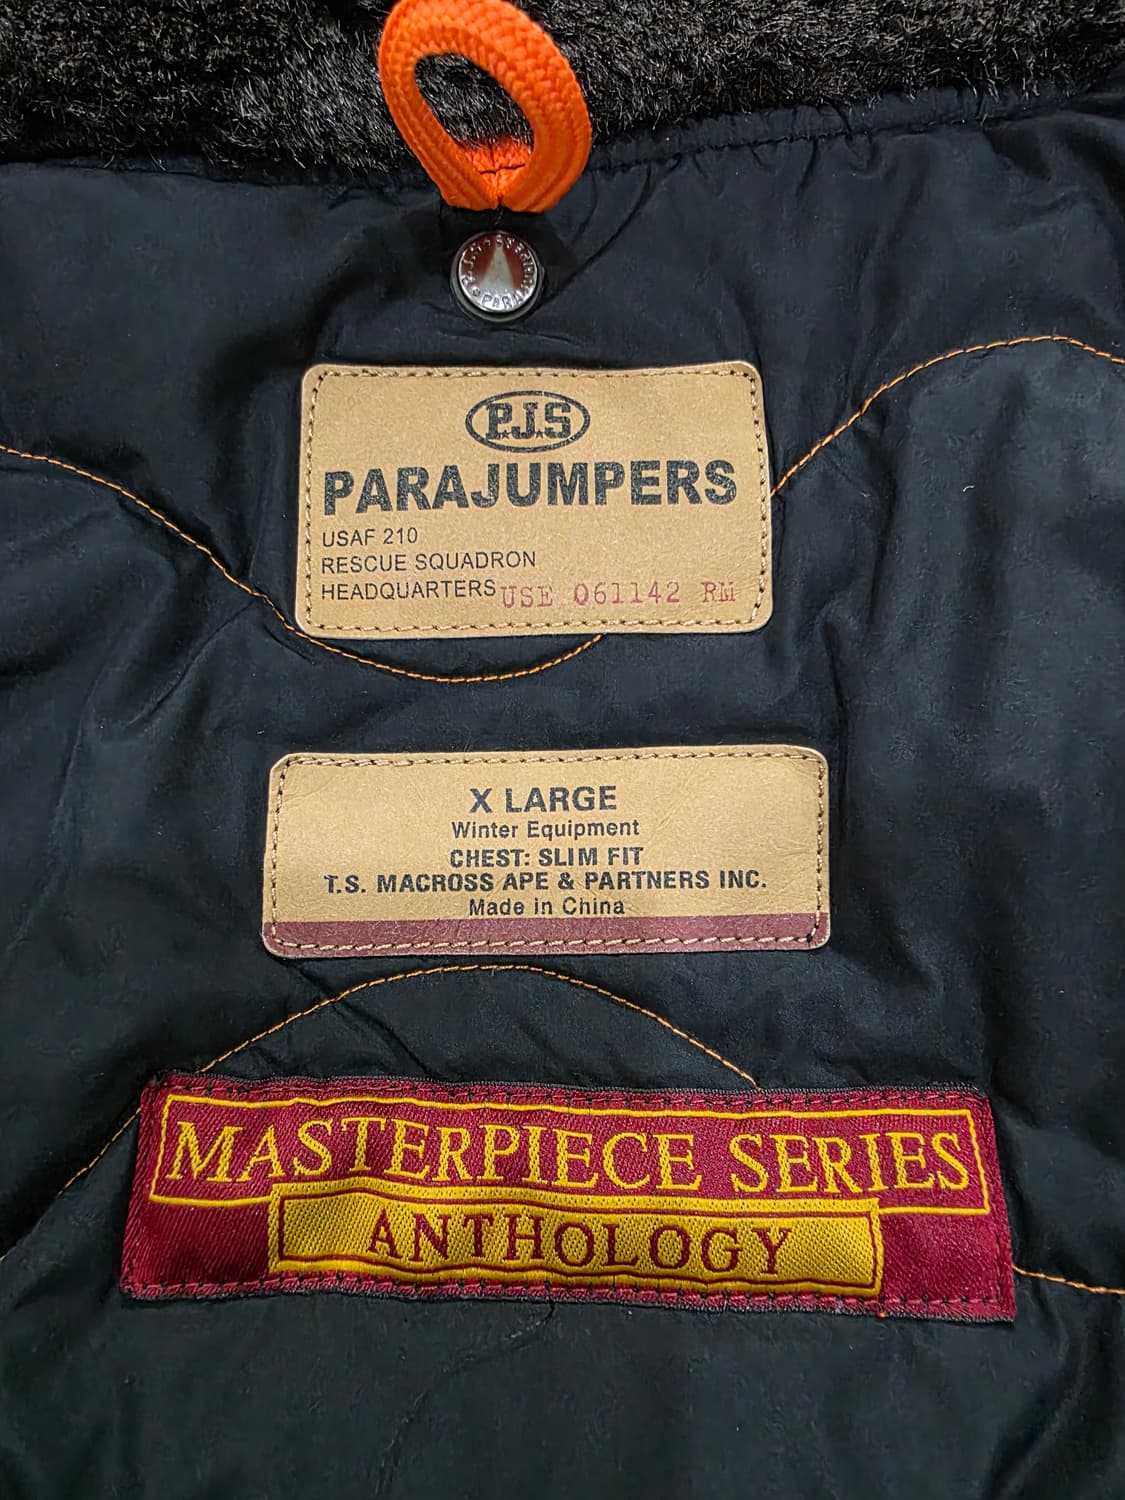 P.J.S
PARAJUMPERS
USAF 210
RESCUE SQUADRON
HEADQUARTERS USE 061142 RM
X LARGE
Winter Equipment
CHEST: SLIM FIT
T.S. MACROSS APE & PARTNERS INC.
Made in China
MASTERPIECE SERIES
ANTHOLOGY